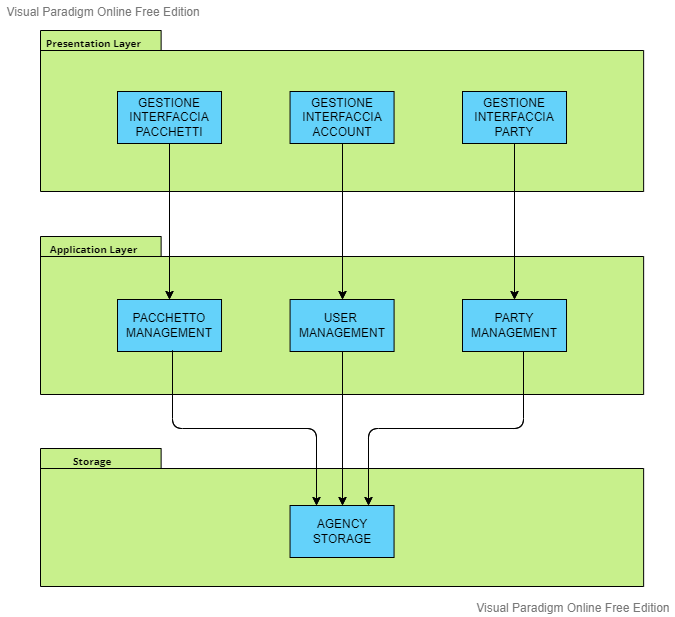 Visual Paradigm Online Free Edition
Presentation Layer
GESTIONE
INTERFACCIA
PACCHETTI
GESTIONE
INTERFACCIA
ACCOUNT
GESTIONE
INTERFACCIA
PARTY
Application Layer
PACCHETTO
MANAGEMENT
USER
MANAGEMENT
PARTY
MANAGEMENT
Storage
AGENCY
STORAGE
Visual Paradigm Online Free Edition